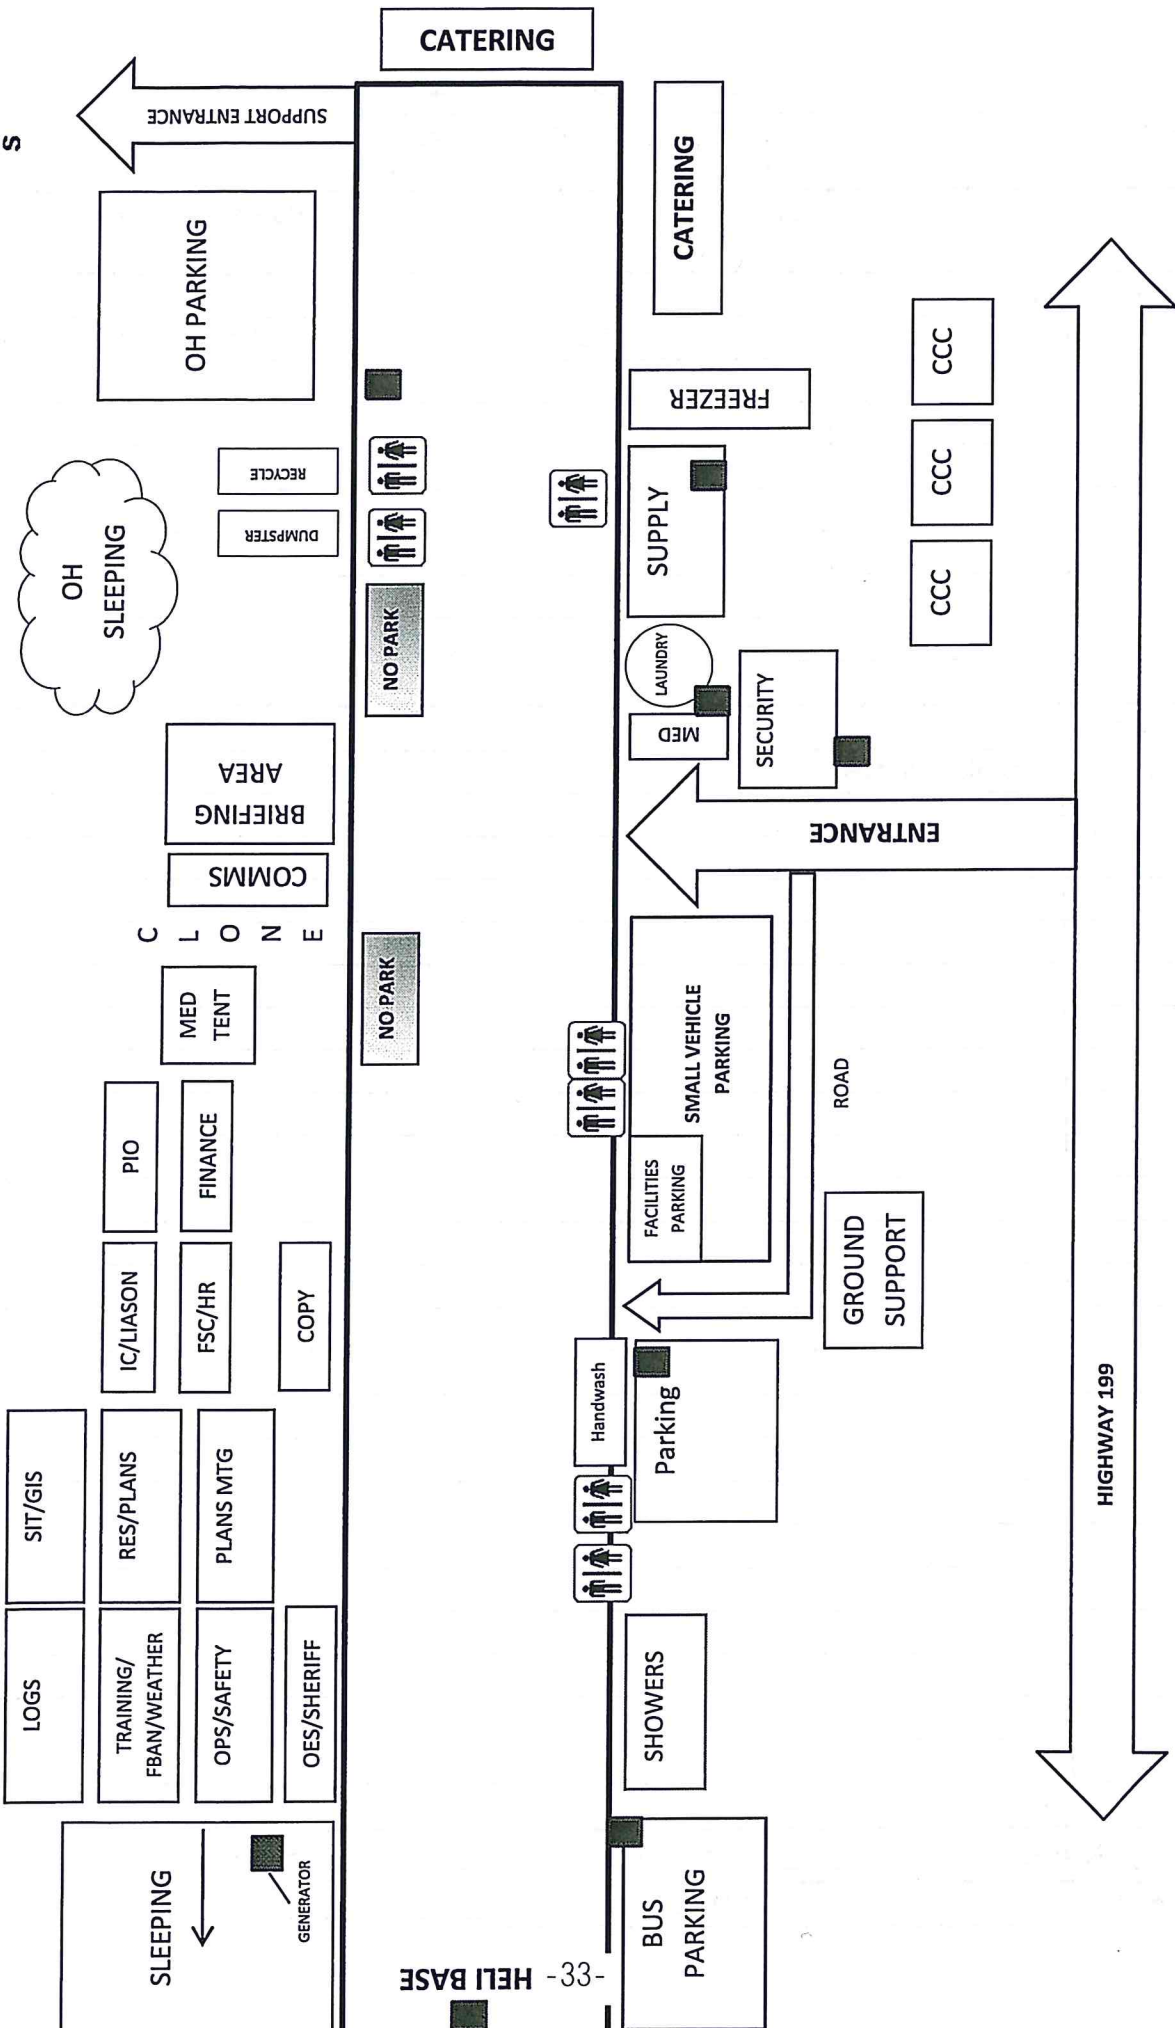 S
CATERING
SUPPORT ENTRANCE
OH PARKING
CATERING
FREEZER
CCC
CCC
CCC
RECYCLE
DUMPSTER
OH
SLEEPING
SUPPLY
NO PARK
LAUNDRY
MED
SECURITY
BRIEFING
AREA
COMMS
ENTRANCE
C
L
O
N
E
MED
TENT
NO PARK
SMALL VEHICLE
PARKING
FACILITIES
PARKING
ROAD
PIO
FINANCE
IC/LIASON
FSC/HR
COPY
GROUND
SUPPORT
Handwash
Parking
SIT/GIS
RES/PLANS
PLANS MTG
LOGS
TRAINING/
FBAN/WEATHER
OPS/SAFETY
OES/SHERIFF
SHOWERS
HIGHWAY 199
SLEEPING
GENERATOR
HELI BASE
-33-
BUS
PARKING